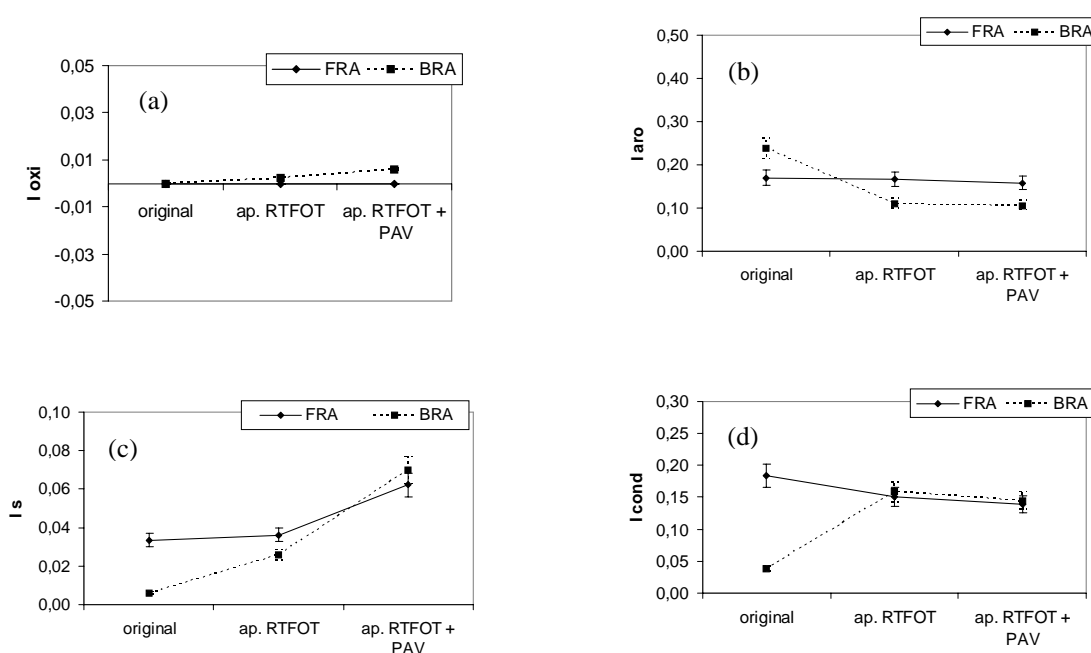 FRA BRA
0,05
(a)
0,03
0,01
-0,01
-0,03
-0,05
I oxi
original ap. RTFOT ap. RTFOT +
PAV
FRA BRA
0,50
(b)
0,40
0,30
0,20
0,10
0,00
I aro
original ap. RTFOT ap. RTFOT +
PAV
FRA BRA
0,10
(c)
0,08
0,06
0,04
0,02
0,00
I s
original ap. RTFOT ap. RTFOT +
PAV
FRA BRA
0,30
(d)
0,25
0,20
0,15
0,10
0,05
0,00
I cond
original ap. RTFOT ap. RTFOT +
PAV